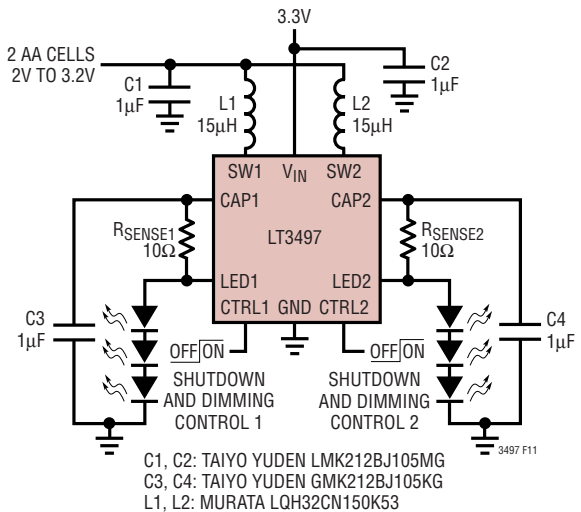 3.3V
2 AA CELLS
2V TO 3.2V
C1
1µF
L1
15µH
L2
15µH
C2
1µF
SW1
VIN
SW2
CAP1
CAP2
RSENSE1
10Ω
LT3497
RSENSE2
10Ω
LED1
LED2
CTRL1
GND
CTRL2
C3
1µF
C4
1µF
OFF ON
OFF ON
SHUTDOWN
AND DIMMING
CONTROL 1
SHUTDOWN
AND DIMMING
CONTROL 2
3497 F11
C1, C2: TAIYO YUDEN LMK212BJ105MG
C3, C4: TAIYO YUDEN GMK212BJ105KG
L1, L2: MURATA LQH32CN150K53